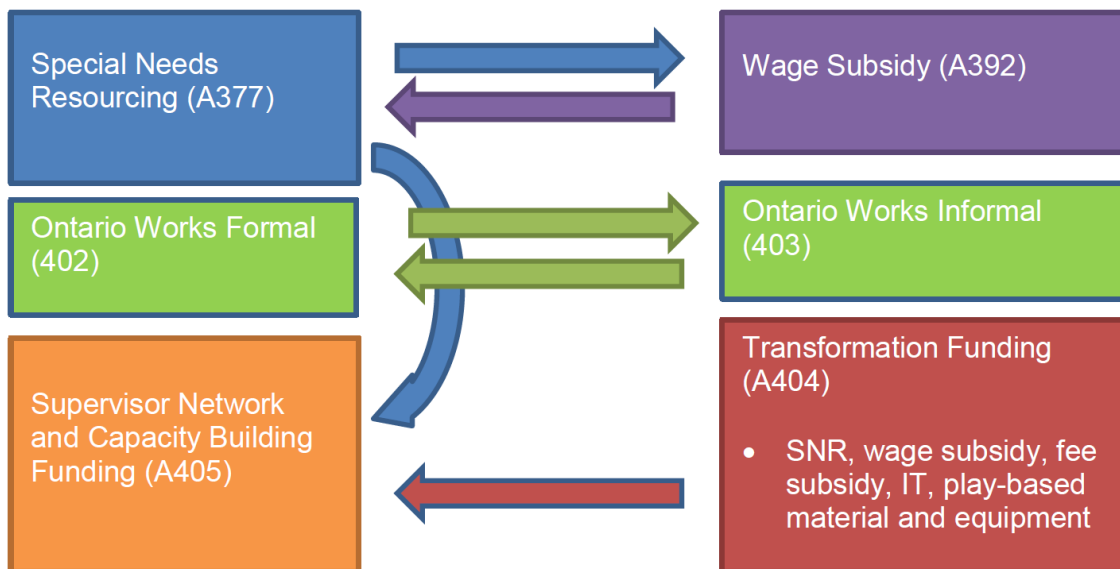 Special Needs
Resourcing (A377)
Wage Subsidy (A392)
Ontario Works Formal
(402)
Ontario Works Informal
(403)
Supervisor Network
and Capacity Building
Funding (A405)
Transformation Funding
(A404)
• SNR, wage subsidy, fee
subsidy, IT, play-based
material and equipment